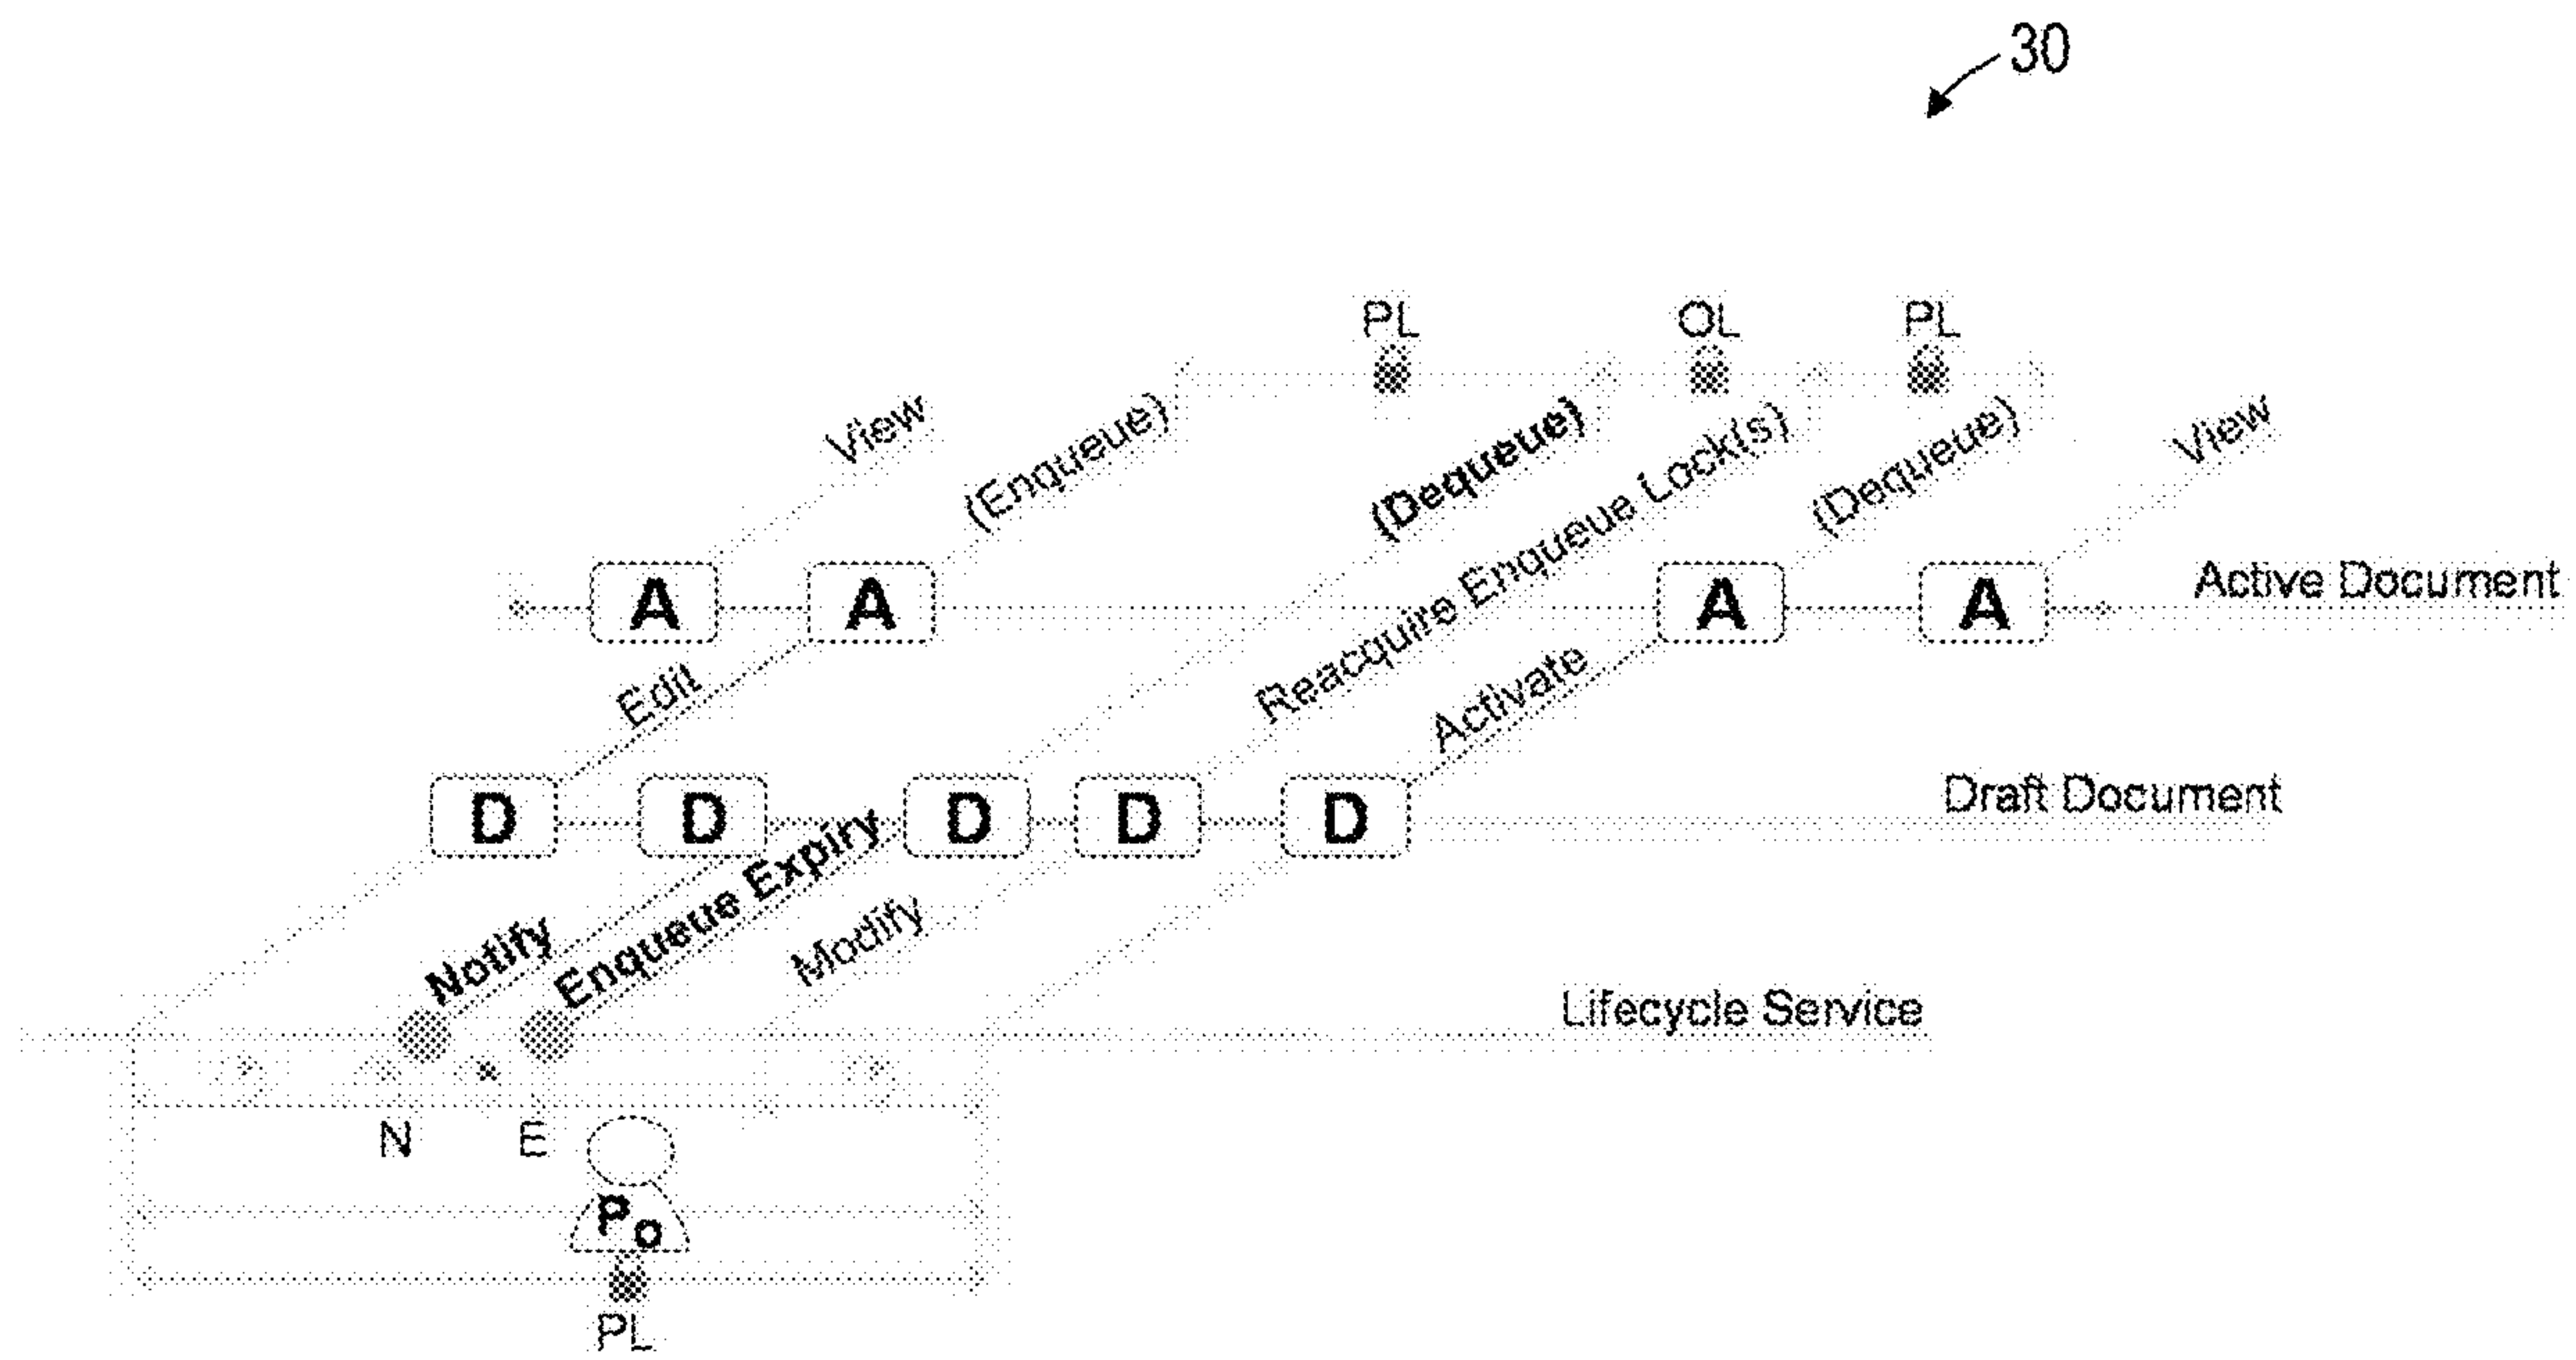 30
PL
OL
PL
View
(Enqueue)
(Dequeue)
Reacquire Enqueue Lock(s)
(Dequeue)
View
A
A
A
A
Active Document
Edit
Activate
D
D
D
D
D
Draft Document
Notify
Enqueue Expiry
Modify
Lifecycle Service
N
E
Po
PL